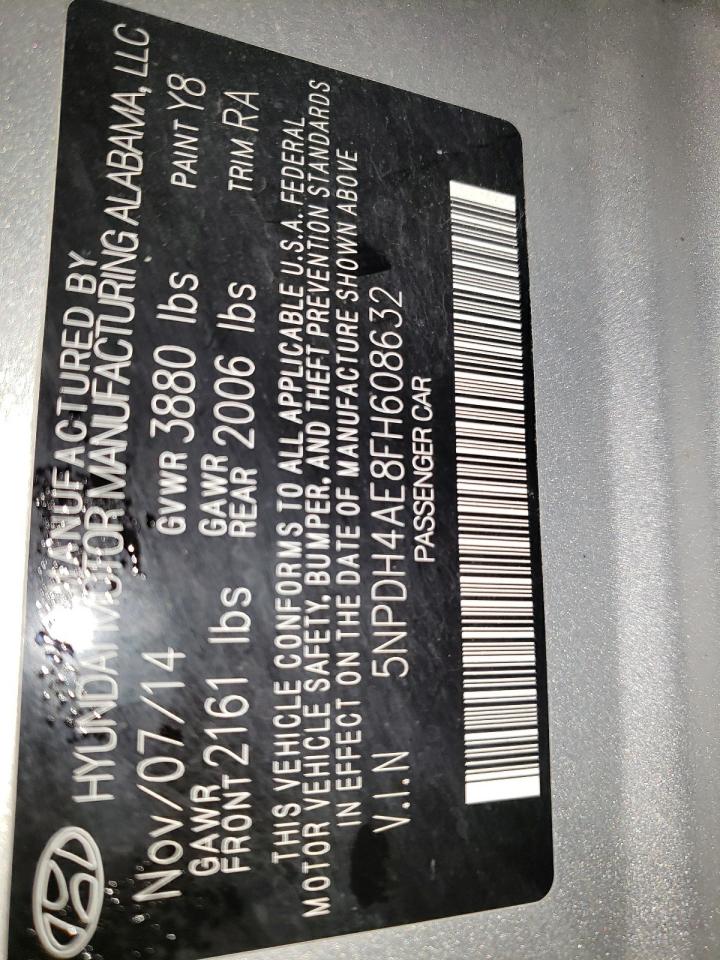 MANUFACTURED BY
HYUNDAI MOTOR MANUFACTURING ALABAMA, LLC
Nov/07/14 GVWR 3880 lbs PAINT Y8
GAWR FRONT 2161 lbs GAWR REAR 2006 lbs TRIM RA
THIS VEHICLE CONFORMS TO ALL APPLICABLE U.S.A. FEDERAL
MOTOR VEHICLE SAFETY, BUMPER, AND THEFT PREVENTION STANDARDS
IN EFFECT ON THE DATE OF MANUFACTURE SHOWN ABOVE
V.I.N 5NPDH4AE8FH608632
PASSENGER CAR